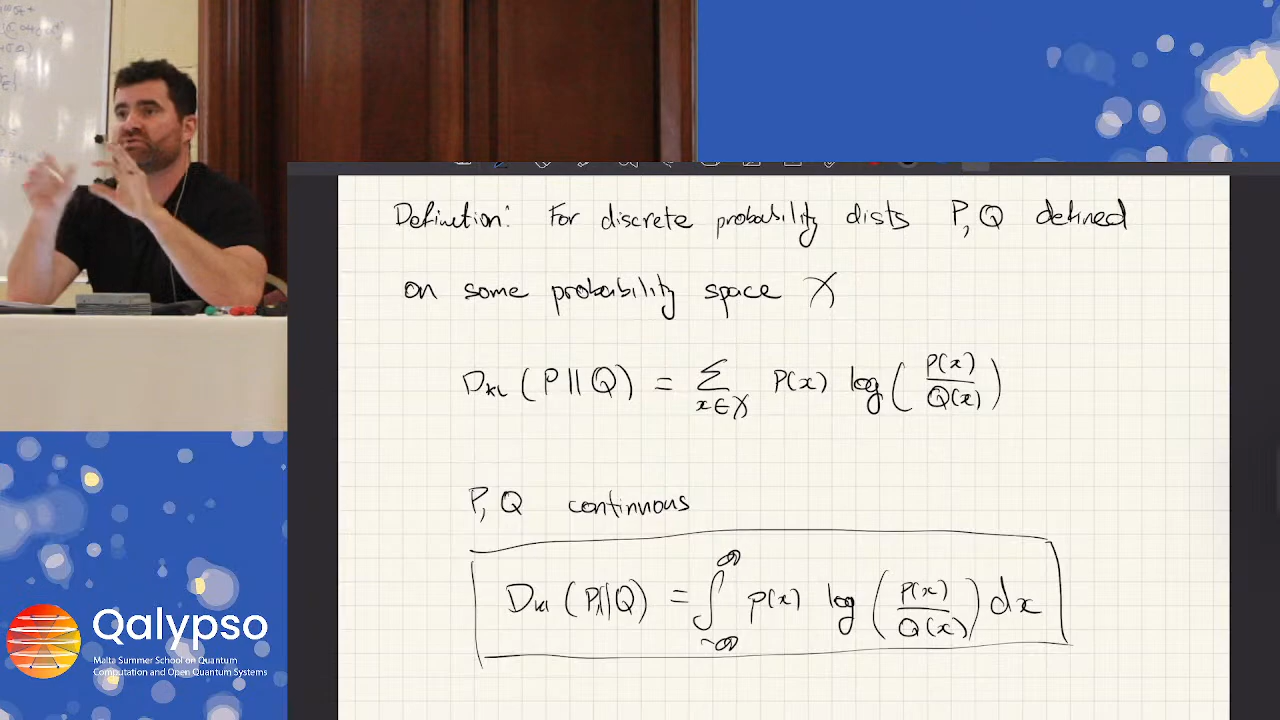 Definition: For discrete probability dists P, Q defined
on some probability space X
D_KL (P || Q) = ∑_{x∈X} P(x) log ( P(x) / Q(x) )
P, Q continuous
D_KL (P || Q) = ∫_{-∞}^{∞} p(x) log ( P(x) / Q(x) ) dx
Qalypso
Malta Summer School on Quantum
Computation and Open Quantum Systems